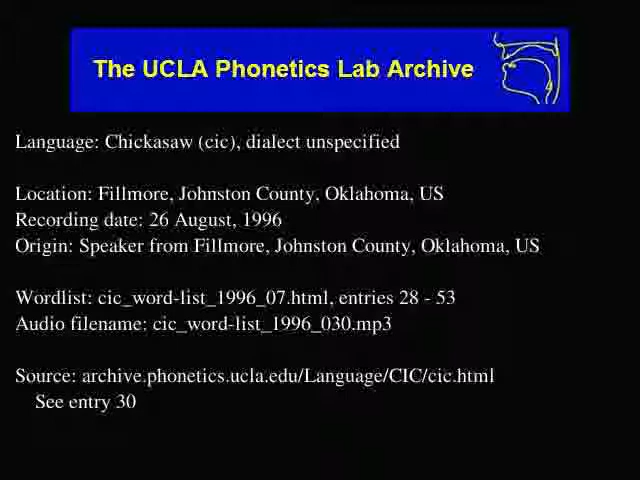 The UCLA Phonetics Lab Archive
Language: Chickasaw (cic), dialect unspecified
Location: Fillmore, Johnston County, Oklahoma, US
Recording date: 26 August, 1996
Origin: Speaker from Fillmore, Johnston County, Oklahoma, US
Wordlist: cic_word-list_1996_07.html, entries 28 - 53
Audio filename: cic_word-list_1996_030.mp3
Source: archive.phonetics.ucla.edu/Language/CIC/cic.html
See entry 30